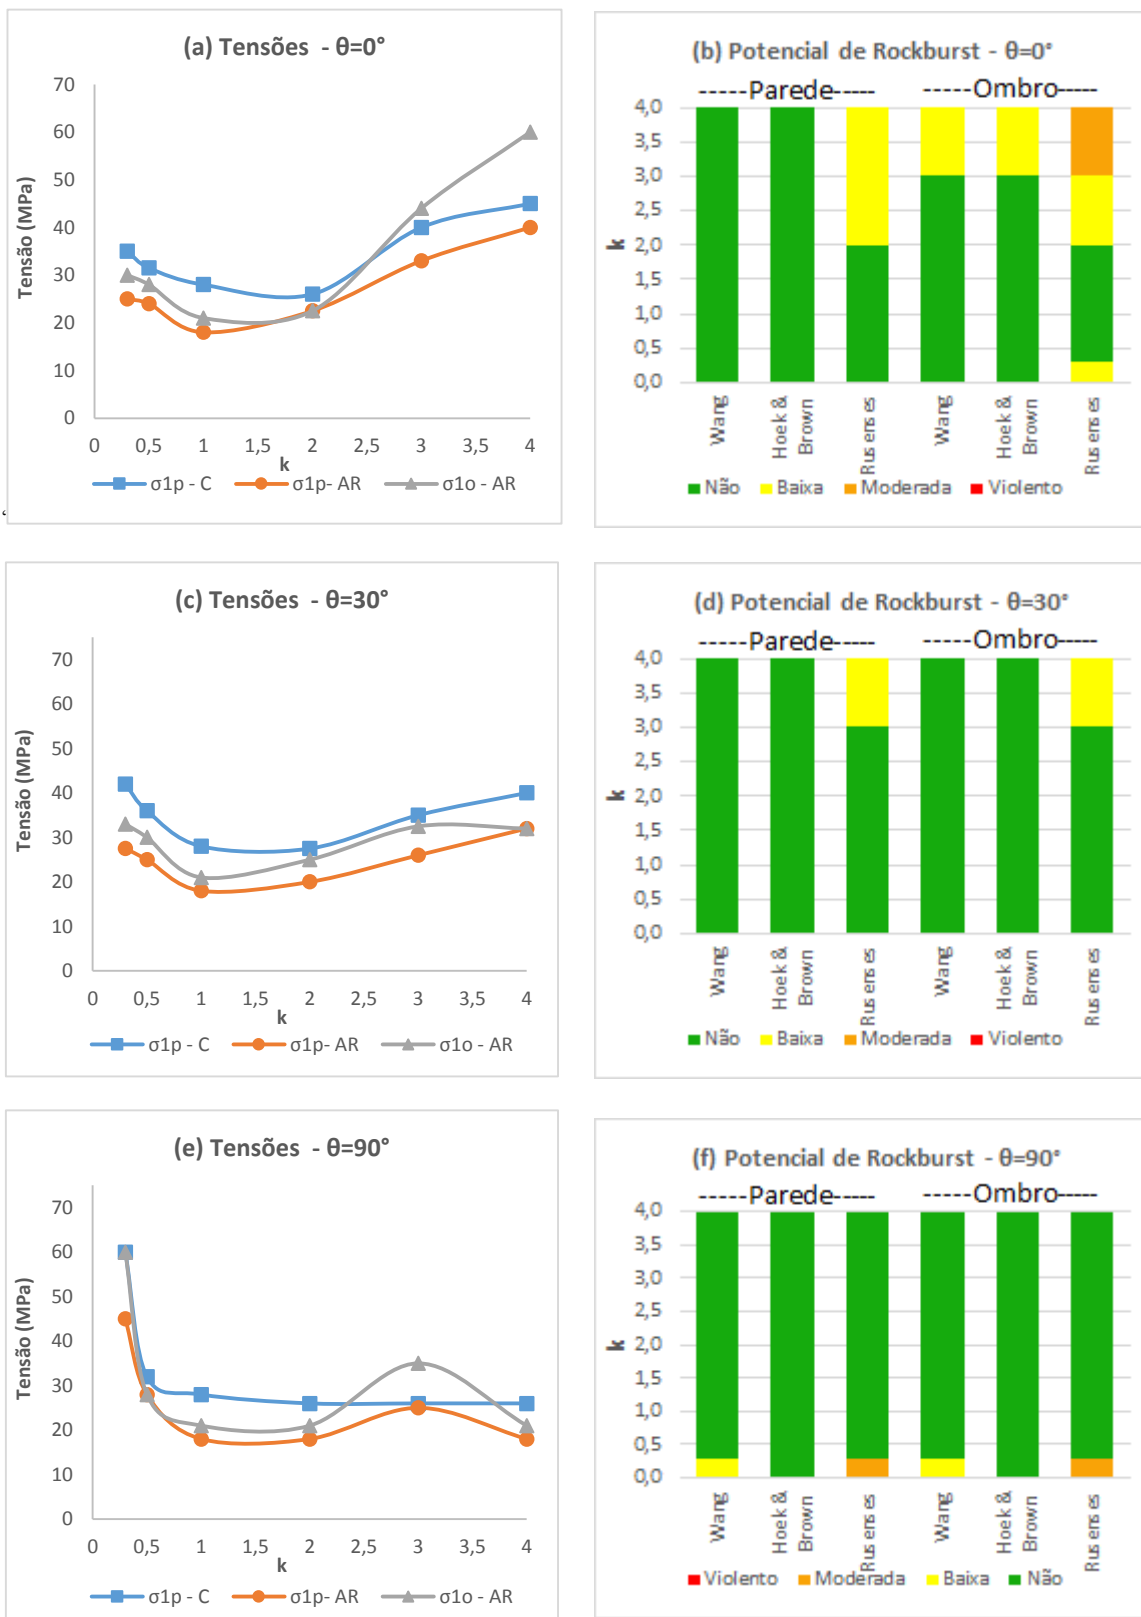 (a) Tensões - θ=0°
70
60
50
40
30
20
10
0
Tensão (MPa)
0 0,5 1 1,5 2 2,5 3 3,5 4
k
σ1p - C σ1p- AR σ1o - AR
(b) Potencial de Rockburst - θ=0°
-----Parede----- -----Ombro-----
4,0
3,5
3,0
2,5
2,0
1,5
1,0
0,5
0,0
k
Wang
Hoek & Brown
Rusenses
Wang
Hoek & Brown
Rusenses
Não Baixa Moderada Violento
(c) Tensões - θ=30°
70
60
50
40
30
20
10
0
Tensão (MPa)
0 0,5 1 1,5 2 2,5 3 3,5 4
k
σ1p - C σ1p- AR σ1o - AR
(d) Potencial de Rockburst - θ=30°
-----Parede----- -----Ombro-----
4,0
3,5
3,0
2,5
2,0
1,5
1,0
0,5
0,0
k
Wang
Hoek & Brown
Rusenses
Wang
Hoek & Brown
Rusenses
Não Baixa Moderada Violento
(e) Tensões - θ=90°
70
60
50
40
30
20
10
0
Tensão (MPa)
0 0,5 1 1,5 2 2,5 3 3,5 4
k
σ1p - C σ1p- AR σ1o - AR
(f) Potencial de Rockburst - θ=90°
-----Parede----- -----Ombro-----
4,0
3,5
3,0
2,5
2,0
1,5
1,0
0,5
0,0
k
Wang
Hoek & Brown
Rusenses
Wang
Hoek & Brown
Rusenses
Violento Moderada Baixa Não